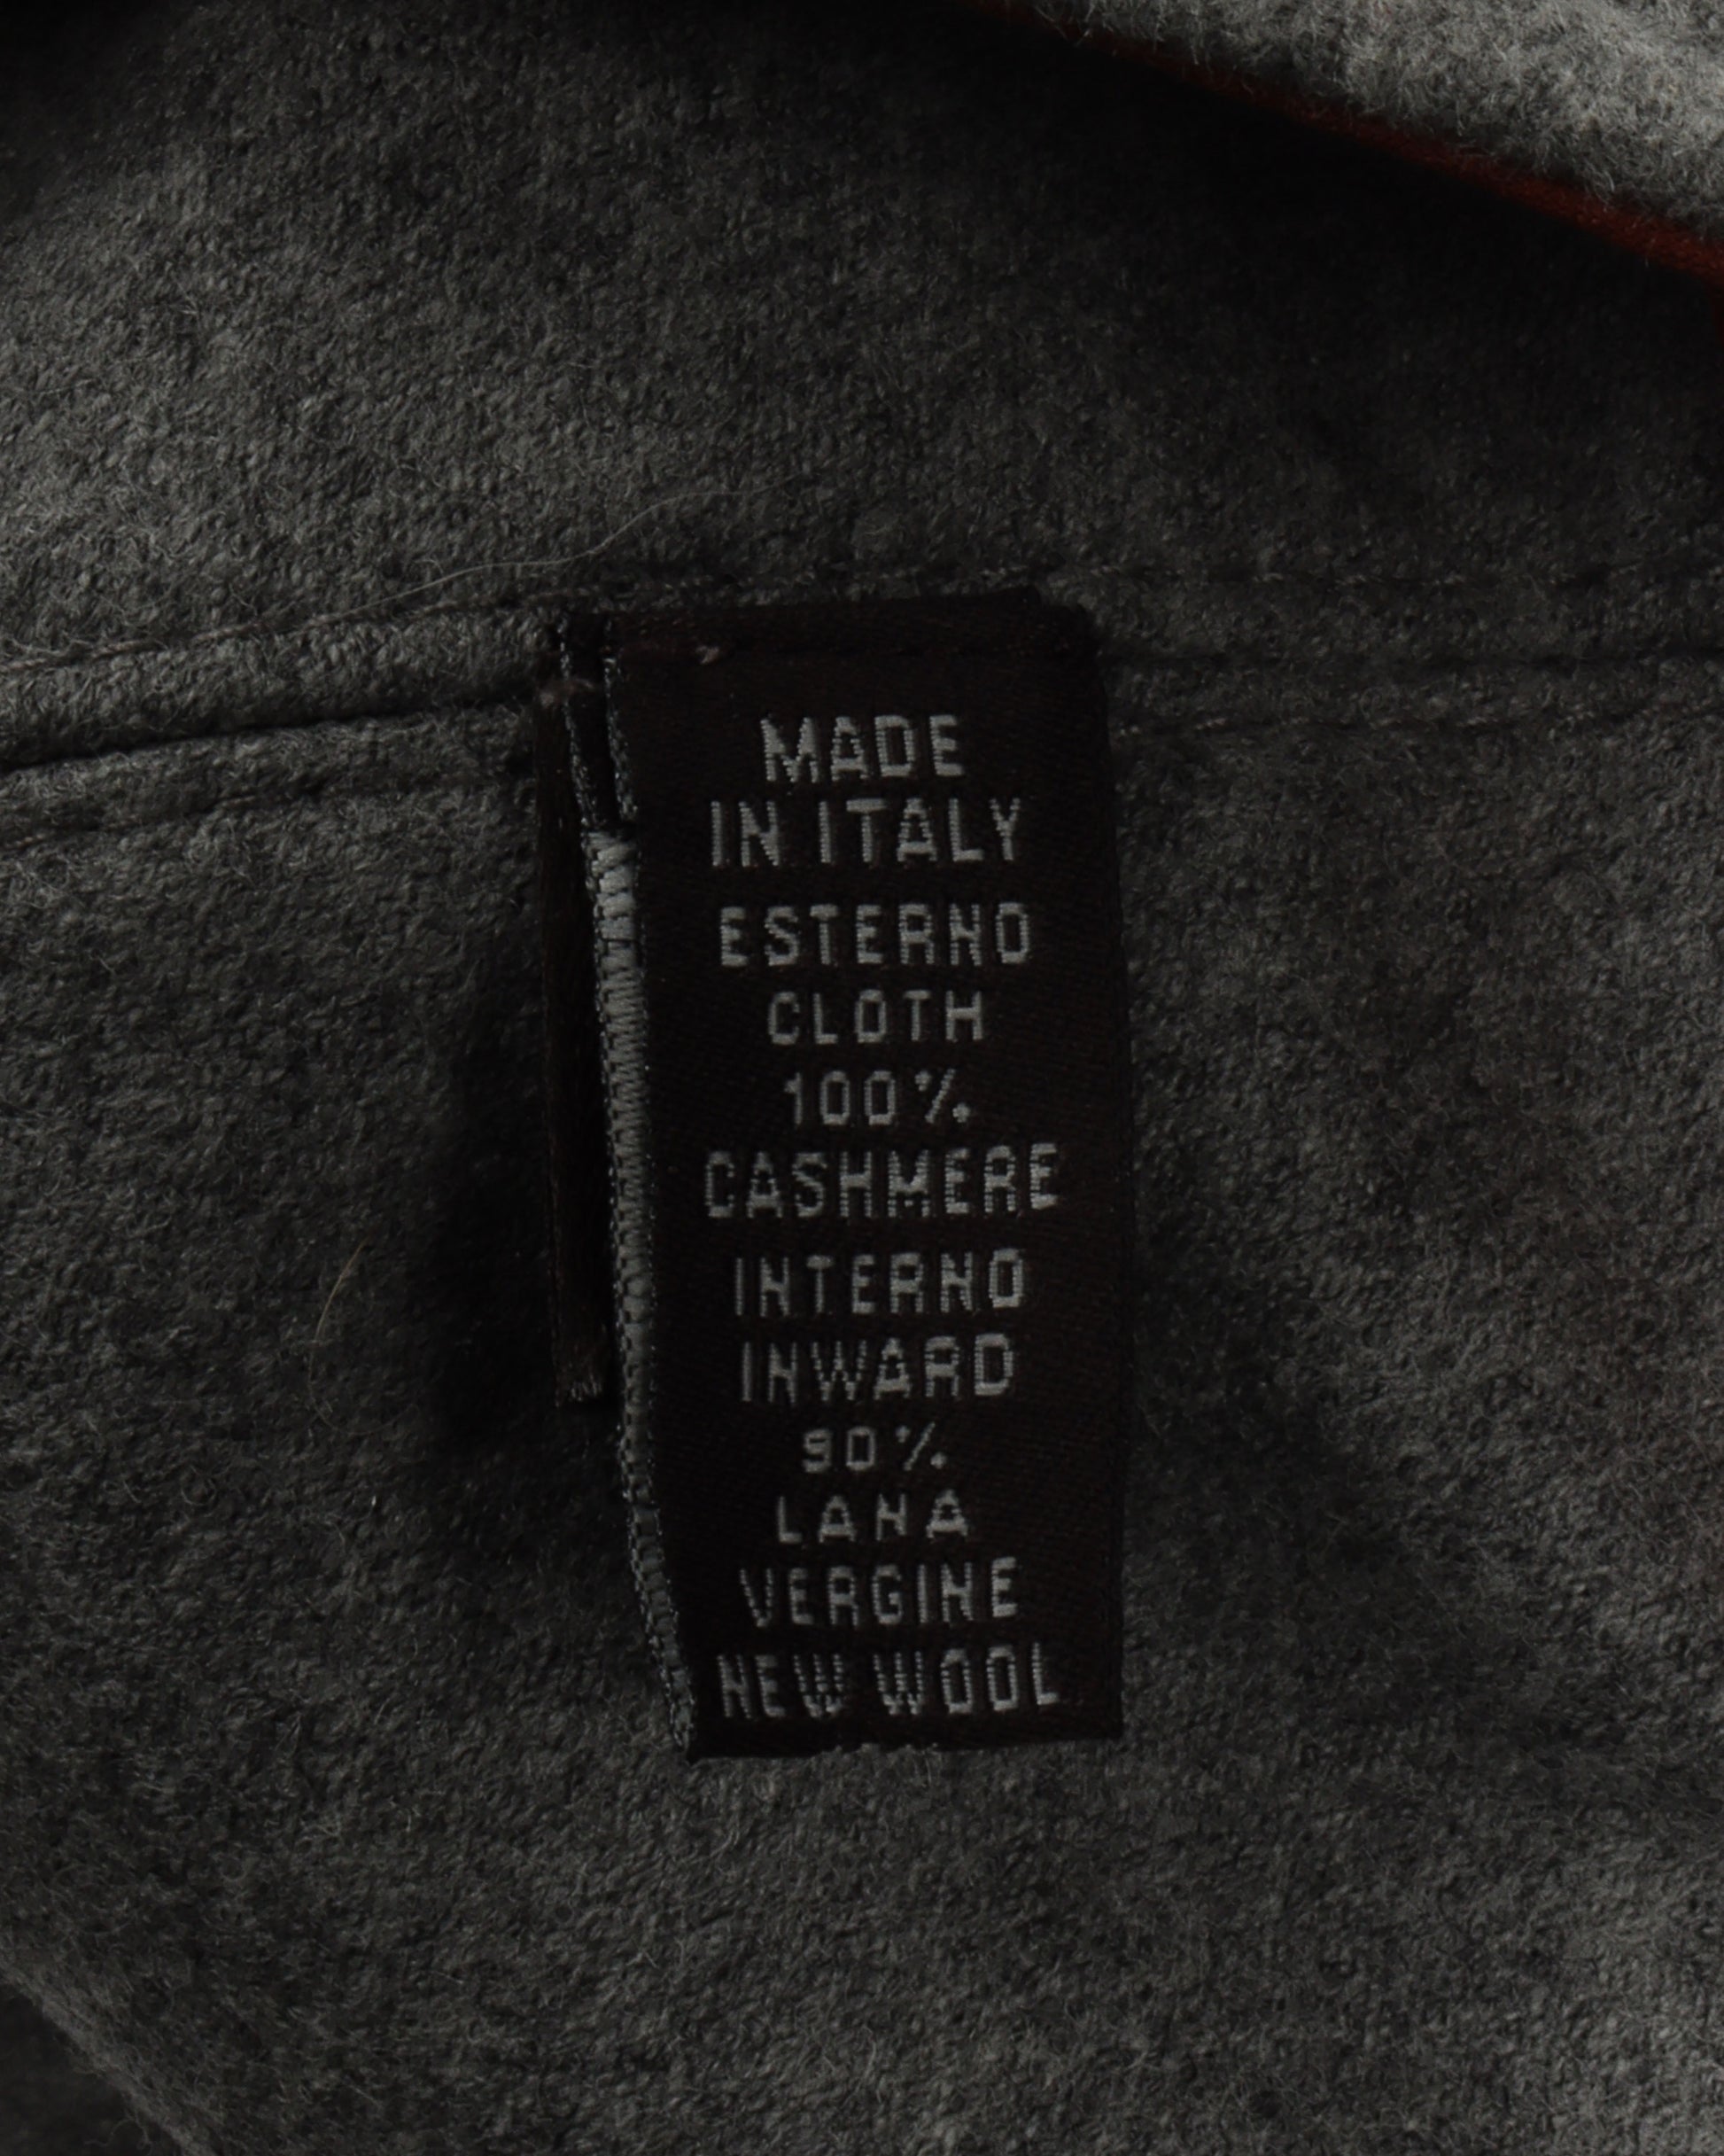 MADE
IN ITALY
ESTERNO
CLOTH
100%
CASHMERE
INTERNO
INWARD
90%
LANA
VERGINE
NEW WOOL